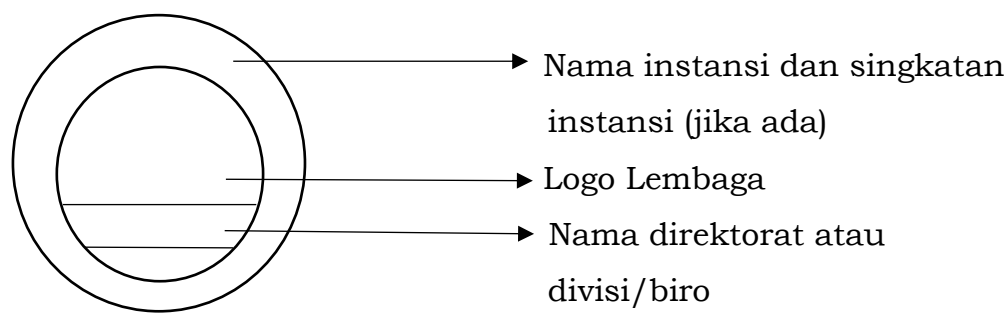 Nama instansi dan singkatan
instansi (jika ada)
Logo Lembaga
Nama direktorat atau
divisi/biro